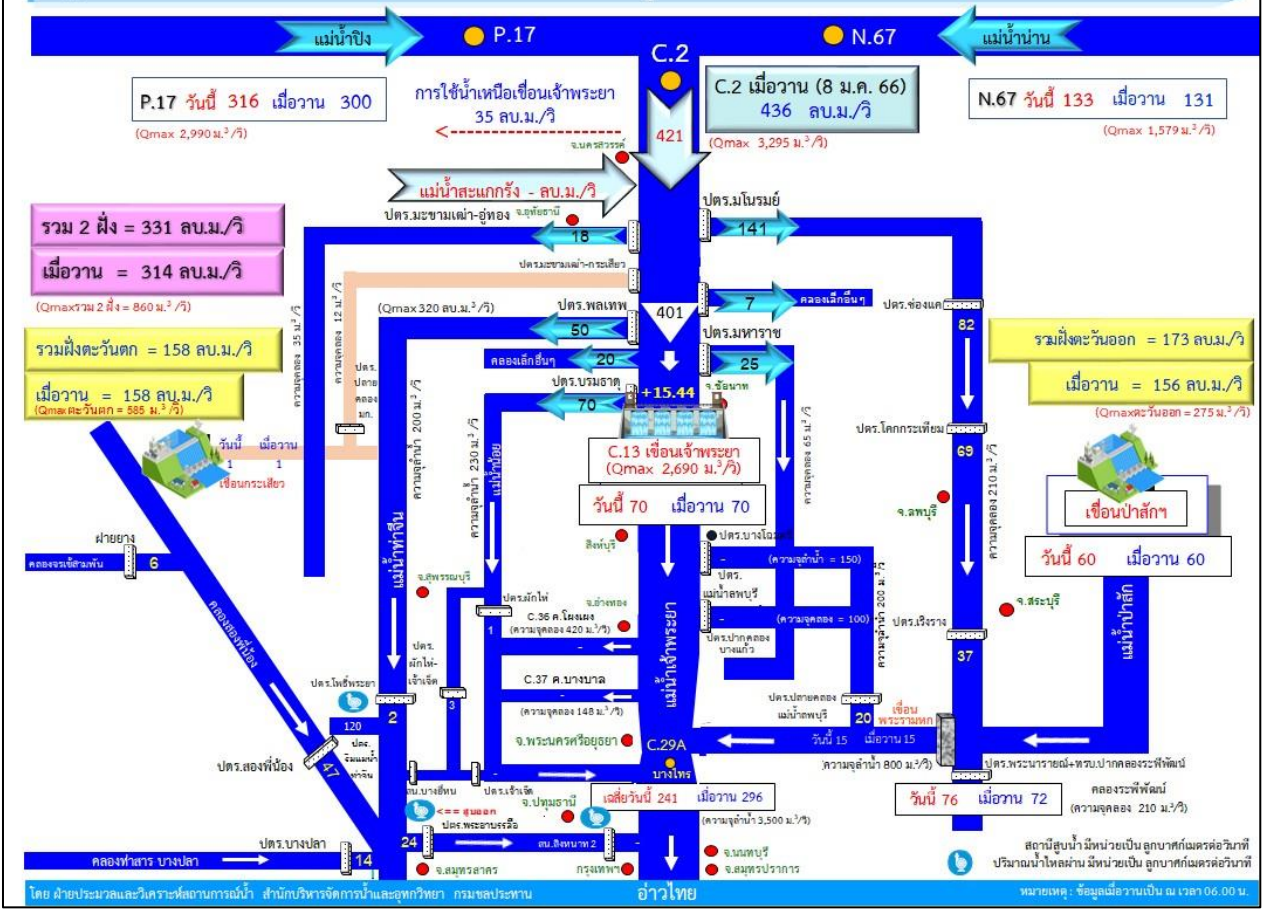 แม่น้ำปิง
P.17
C.2
N.67
แม่น้ำน่าน
P.17 วันนี้ 316 เมื่อวาน 300
(Qmax 2,990 ม.³/วิ)
การใช้น้ำเหนือเขื่อนเจ้าพระยา
35 ลบ.ม./วิ
421
C.2 เมื่อวาน (8 ม.ค. 66)
436 ลบ.ม./วิ
(Qmax 3,295 ม.³/วิ)
N.67 วันนี้ 133 เมื่อวาน 131
(Qmax 1,579 ม.³/วิ)
จ.นครสวรรค์
แม่น้ำสะแกกรัง - ลบ.ม./วิ
รวม 2 ฝั่ง = 331 ลบ.ม./วิ
เมื่อวาน = 314 ลบ.ม./วิ
(Qmaxรวม 2 ฝั่ง = 860 ม.³ /วิ)
ปตร.มะขามเฒ่า-อู่ทอง
จ.อุทัยธานี
18
ปตร.มโนรมย์
141
ปตร.มะขามเฒ่า-กระเสียว
7
คลองเล็กอื่นๆ
ปตร.ช่องแค
82
(Qmax 320 ลบ.ม./วิ)
ปตร.พลเทพ
50
401
ปตร.มหาราช
25
คลองเล็กอื่นๆ
20
รวมฝั่งตะวันตก = 158 ลบ.ม./วิ
เมื่อวาน = 158 ลบ.ม./วิ
(Qmaxตะวันตก = 585 ม.³/วิ)
รวมฝั่งตะวันออก = 173 ลบ.ม./วิ
เมื่อวาน = 156 ลบ.ม./วิ
(Qmaxตะวันออก = 275 ม.³/วิ)
ความจุคลอง 35 ม.³ /วิ
ความจุคลอง 12 ม.³ /วิ
ปตร.
ปลาย
คลอง
มก.
ปตร.บรมธาตุ
70
+15.44
จ.ชัยนาท
ความจุลำน้ำ 200 ม.³/วิ
ความจุลำน้ำ 230 ม.³ /วิ
แม่น้ำน้อย
ความจุคลอง 65 ม.³ /วิ
C.13 เขื่อนเจ้าพระยา
(Qmax 2,690 ม.³/วิ)
วันนี้ 70 เมื่อวาน 70
ปตร.โคกกระเทียม
69
ความจุคลอง 210 ม.³/วิ
วันนี้ เมื่อวาน
1 1
เขื่อนกระเสียว
จ.ลพบุรี
เขื่อนป่าสักฯ
วันนี้ 60 เมื่อวาน 60
แม่น้ำป่าสัก
ฝายยาง
6
คลองจรเข้สามพัน
คลองสองพี่น้อง
แม่น้ำท่าจีน
จ.สุพรรณบุรี
สิงห์บุรี
ปตร.บางโฉมศรี
-
(ความจุลำน้ำ = 150)
ปตร.
แม่น้ำลพบุรี
-
(ความจุคลอง = 100)
ความจุลำน้ำ 200 ม.³/วิ
จ.สระบุรี
ปตร.ผักไห่
1
จ.อ่างทอง
C.36 ค.โผงเผง
(ความจุคลอง 420 ม.³/วิ)
-
ปตร.ปากคลอง
บางแก้ว
ปตร.เริงราง
37
แม่น้ำเจ้าพระยา
ปตร.
ผักไห่-
เจ้าเจ็ด
3
C.37 ค.บางบาล
-
(ความจุคลอง 148 ม.³/วิ)
ปตร.โพธิ์พระยา
2
120
ปตร.ปลายคลอง
แม่น้ำลพบุรี
20
เขื่อน
พระรามหก
วันนี้ 15 เมื่อวาน 15
(ความจุลำน้ำ 800 ม.³/วิ)
จ.พระนครศรีอยุธยา
C.29A
บางไทร
ปตร.สองพี่น้อง
47
ปตร.พระนารายณ์+ทรบ.ปากคลองระพีพัฒน์
คลองระพีพัฒน์
(ความจุคลอง 210 ม.³/วิ)
วันนี้ 76 เมื่อวาน 72
สน.บางยี่หน
ปตร.เจ้าเจ็ด
-
เฉลี่ยวันนี้ 241 เมื่อวาน 296
(ความจุลำน้ำ 3,500 ม.³/วิ)
<== สูบออก
จ.ปทุมธานี
ปตร.พระยาบรรลือ
24
สน.สิงหนาท 2
-
ปตร.บางปลา
14
คลองท่าสาร บางปลา
จ.สมุทรสาคร
กรุงเทพฯ
จ.นนทบุรี
จ.สมุทรปราการ
สถานีสูบน้ำ มีหน่วยเป็น ลูกบาศก์เมตรต่อวินาที
ปริมาณน้ำไหลผ่าน มีหน่วยเป็น ลูกบาศก์เมตรต่อวินาที
โดย ฝ่ายประมวลและวิเคราะห์สถานการณ์น้ำ สำนักบริหารจัดการน้ำและอุทกวิทยา กรมชลประทาน
อ่าวไทย
หมายเหตุ : ข้อมูลเมื่อวานเป็น ณ เวลา 06.00 น.